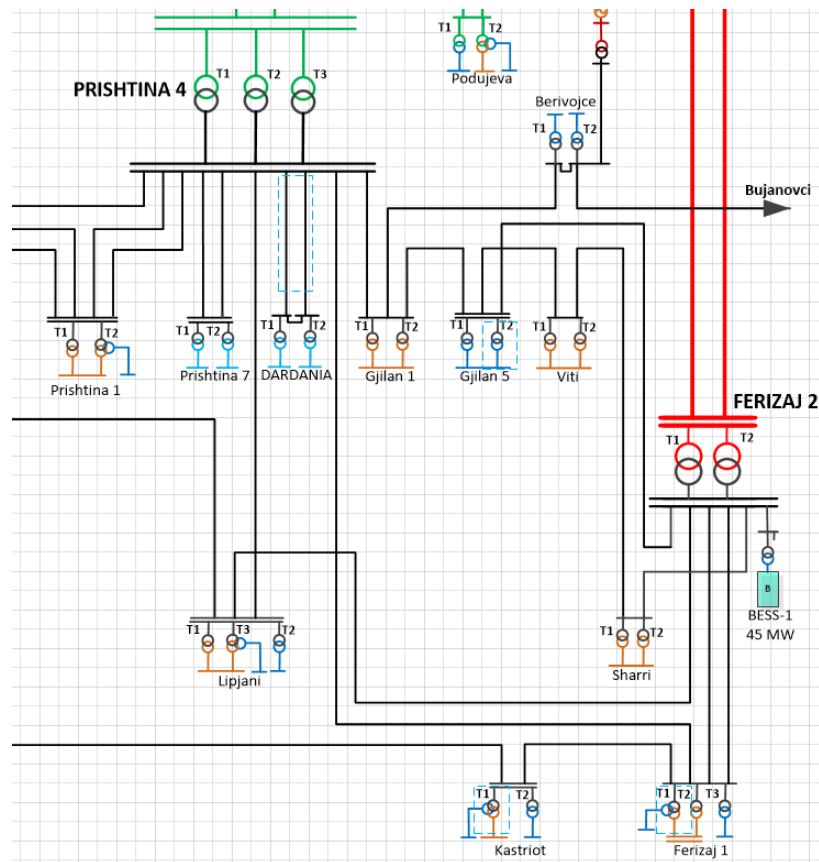 T1
T2
Podujeva
PRISHTINA 4
T1
T2
T3
Berivojce
T1
T2
Bujanovci
T1
T2
Prishtina 1
T1
T2
Prishtina 7
T1
T2
DARDANIA
T1
T2
Gjilan 1
T1
T2
Gjilan 5
T1
T2
Viti
FERIZAJ 2
T1
T2
B
BESS-1
45 MW
T1
T3
T2
Lipjani
T1
T2
Sharri
T1
T2
Kastriot
T1
T2
T3
Ferizaj 1